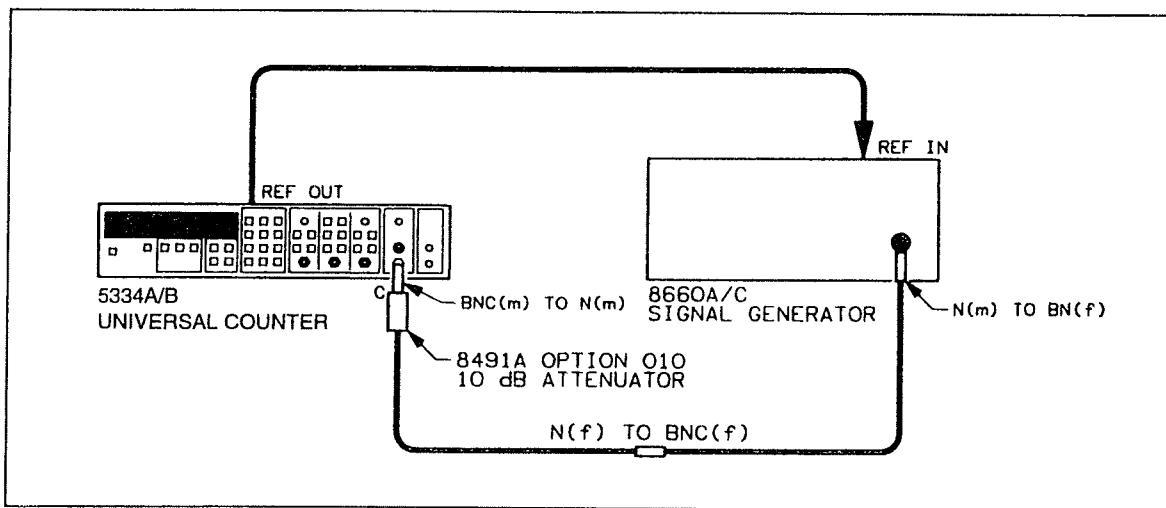 REF IN
REF OUT
5334A/B
UNIVERSAL COUNTER
C
BNC(m) TO N(m)
8660A/C
SIGNAL GENERATOR
N(m) TO BN(f)
8491A OPTION 010
10 dB ATTENUATOR
N(f) TO BNC(f)